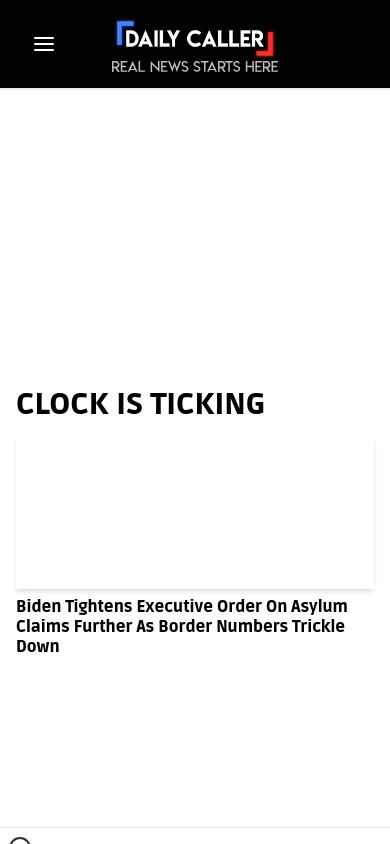 DAILY CALLER
REAL NEWS STARTS HERE
CLOCK IS TICKING
Biden Tightens Executive Order On Asylum
Claims Further As Border Numbers Trickle
Down